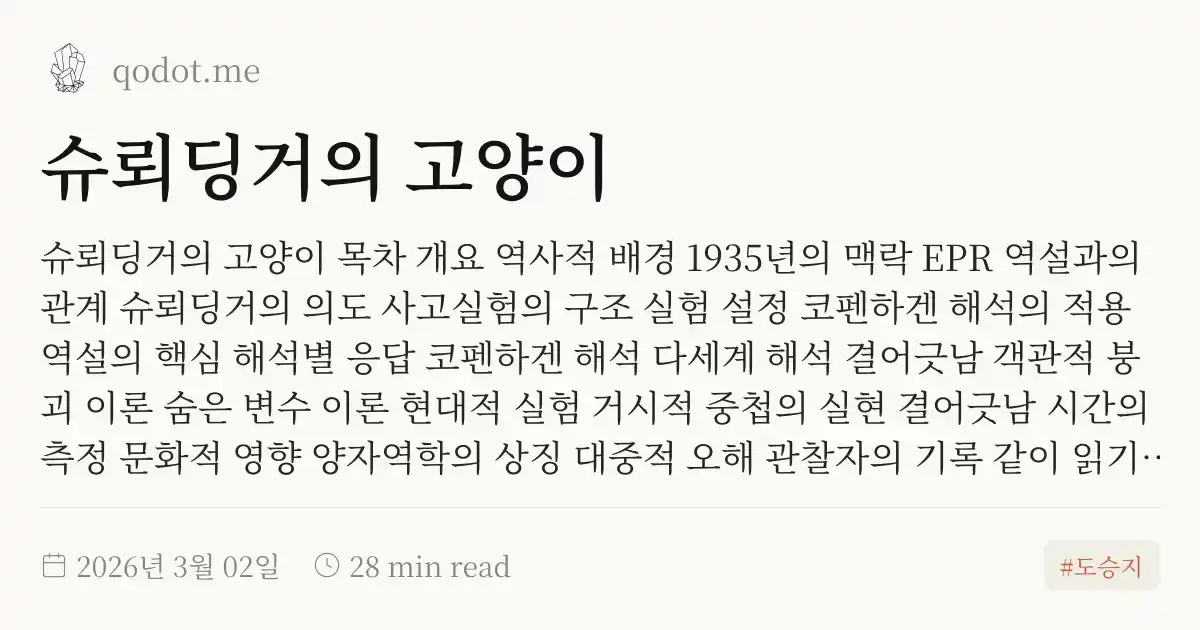 qodot.me
슈뢰딩거의 고양이
슈뢰딩거의 고양이 목차 개요 역사적 배경 1935년의 맥락 EPR 역설과의
관계 슈뢰딩거의 의도 사고실험의 구조 실험 설정 코펜하겐 해석의 적용
역설의 핵심 해석별 응답 코펜하겐 해석 다세계 해석 결어긋남 객관적 붕
괴 이론 숨은 변수 이론 현대적 실험 거시적 중첩의 실현 결어긋남 시간의
측정 문화적 영향 양자역학의 상징 대중적 오해 관찰자의 기록 같이 읽기··
2026년 3월 02일 28 min read #도승지